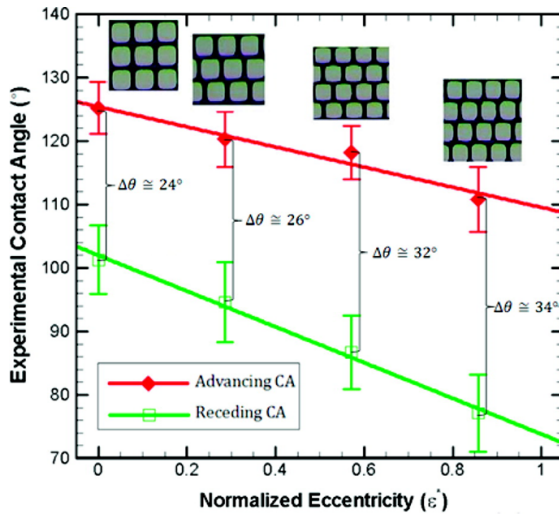 140
130
120
110
100
90
80
70
Experimental Contact Angle (°)
Δθ ≅ 24°
Δθ ≅ 26°
Δθ ≅ 32°
Δθ ≅ 34°
Advancing CA
Receding CA
0 0.2 0.4 0.6 0.8 1
Normalized Eccentricity (ε*)